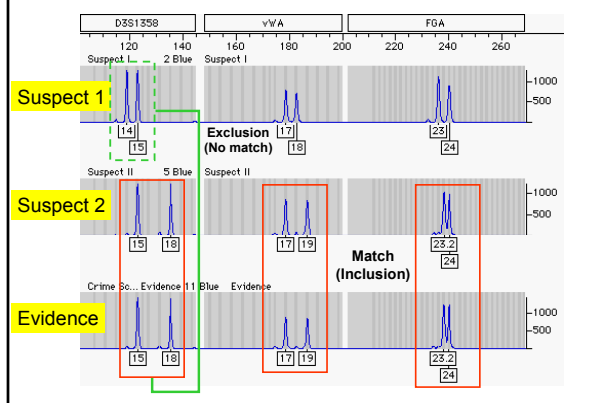 D3S1358 vWA FGA
120 140 160 180 200 220 240 260
Suspect I 2 Blue Suspect I
Suspect 1
1000
500
14 17 23
15 18 24
Exclusion
(No match)
Suspect II 5 Blue Suspect II
Suspect 2
1000
500
15 18 17 19 23.2
24
Match
(Inclusion)
Crime Sc... Evidence 11 Blue Evidence
Evidence
1000
500
15 18 17 19 23.2
24